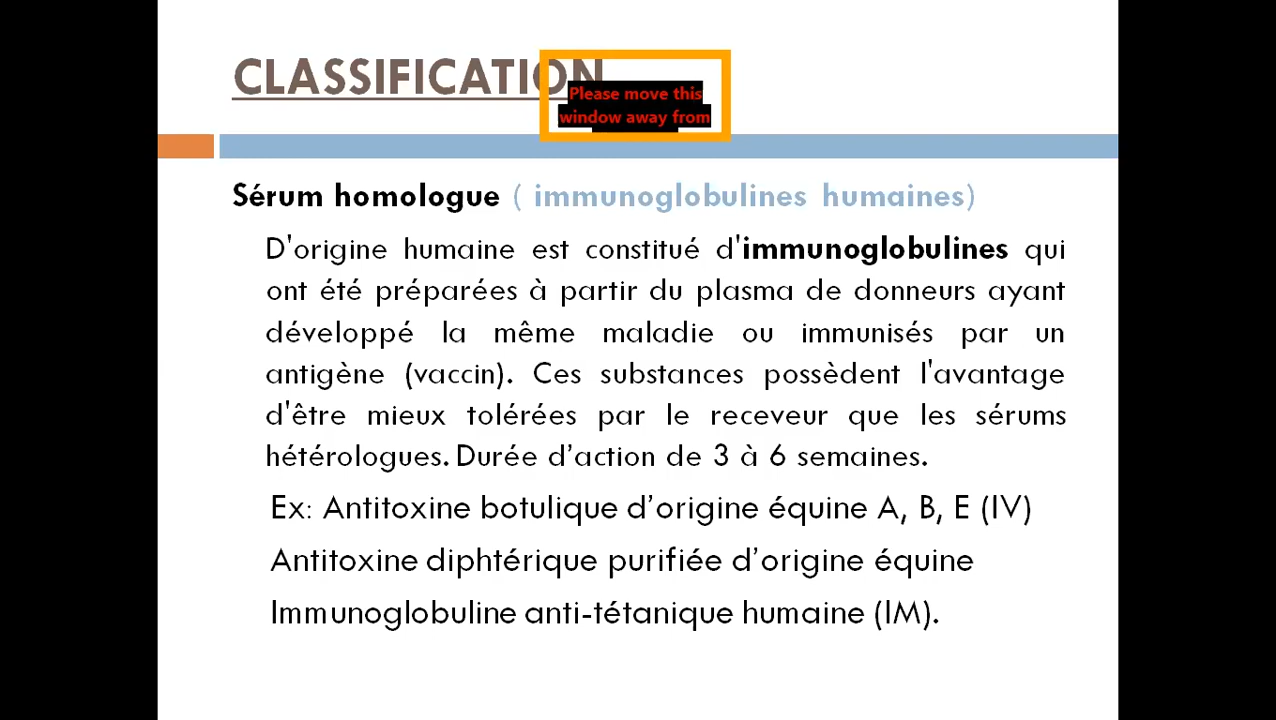 CLASSIFICATION
Please move this
window away from
Sérum homologue ( immunoglobulines humaines)
D'origine humaine est constitué d'immunoglobulines qui
ont été préparées à partir du plasma de donneurs ayant
développé la même maladie ou immunisés par un
antigène (vaccin). Ces substances possèdent l'avantage
d'être mieux tolérées par le receveur que les sérums
hétérologues. Durée d’action de 3 à 6 semaines.
Ex: Antitoxine botulique d’origine équine A, B, E (IV)
Antitoxine diphtérique purifiée d’origine équine
Immunoglobuline anti-tétanique humaine (IM).